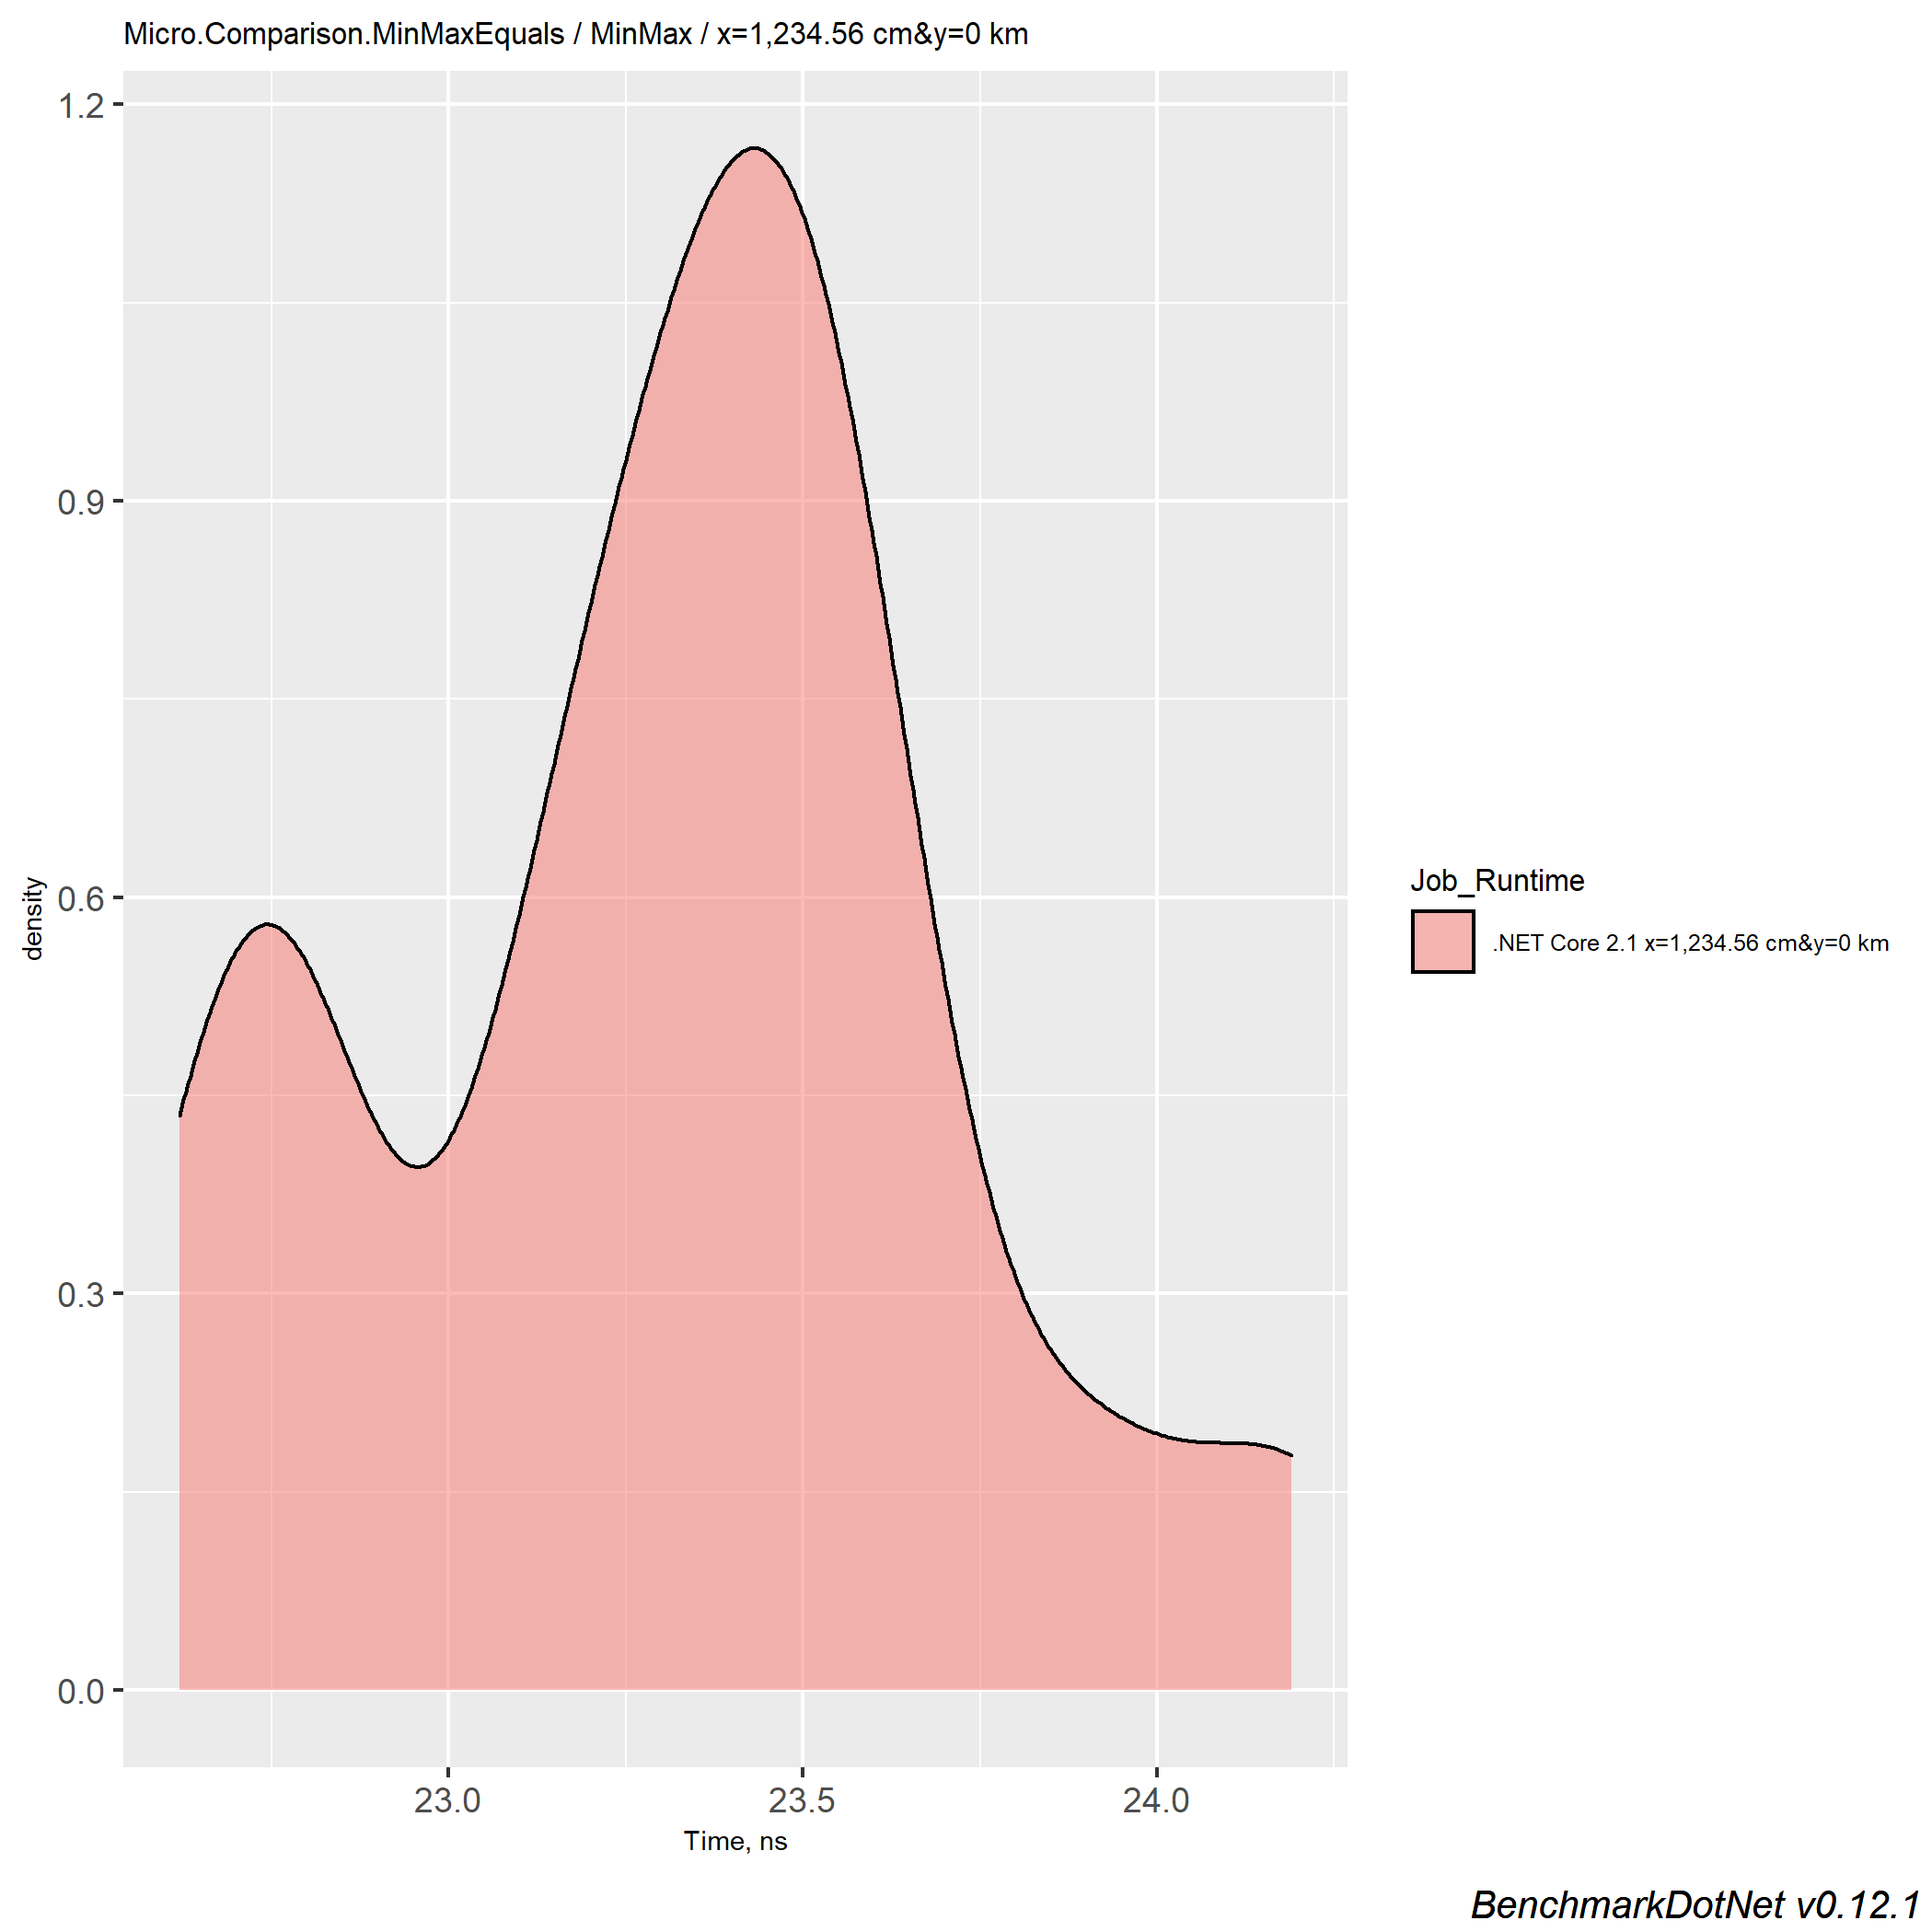 Micro.Comparison.MinMaxEquals / MinMax / x=1,234.56 cm&y=0 km
1.2
0.9
0.6
0.3
0.0
density
23.0 23.5 24.0
Time, ns
Job_Runtime
.NET Core 2.1 x=1,234.56 cm&y=0 km
BenchmarkDotNet v0.12.1